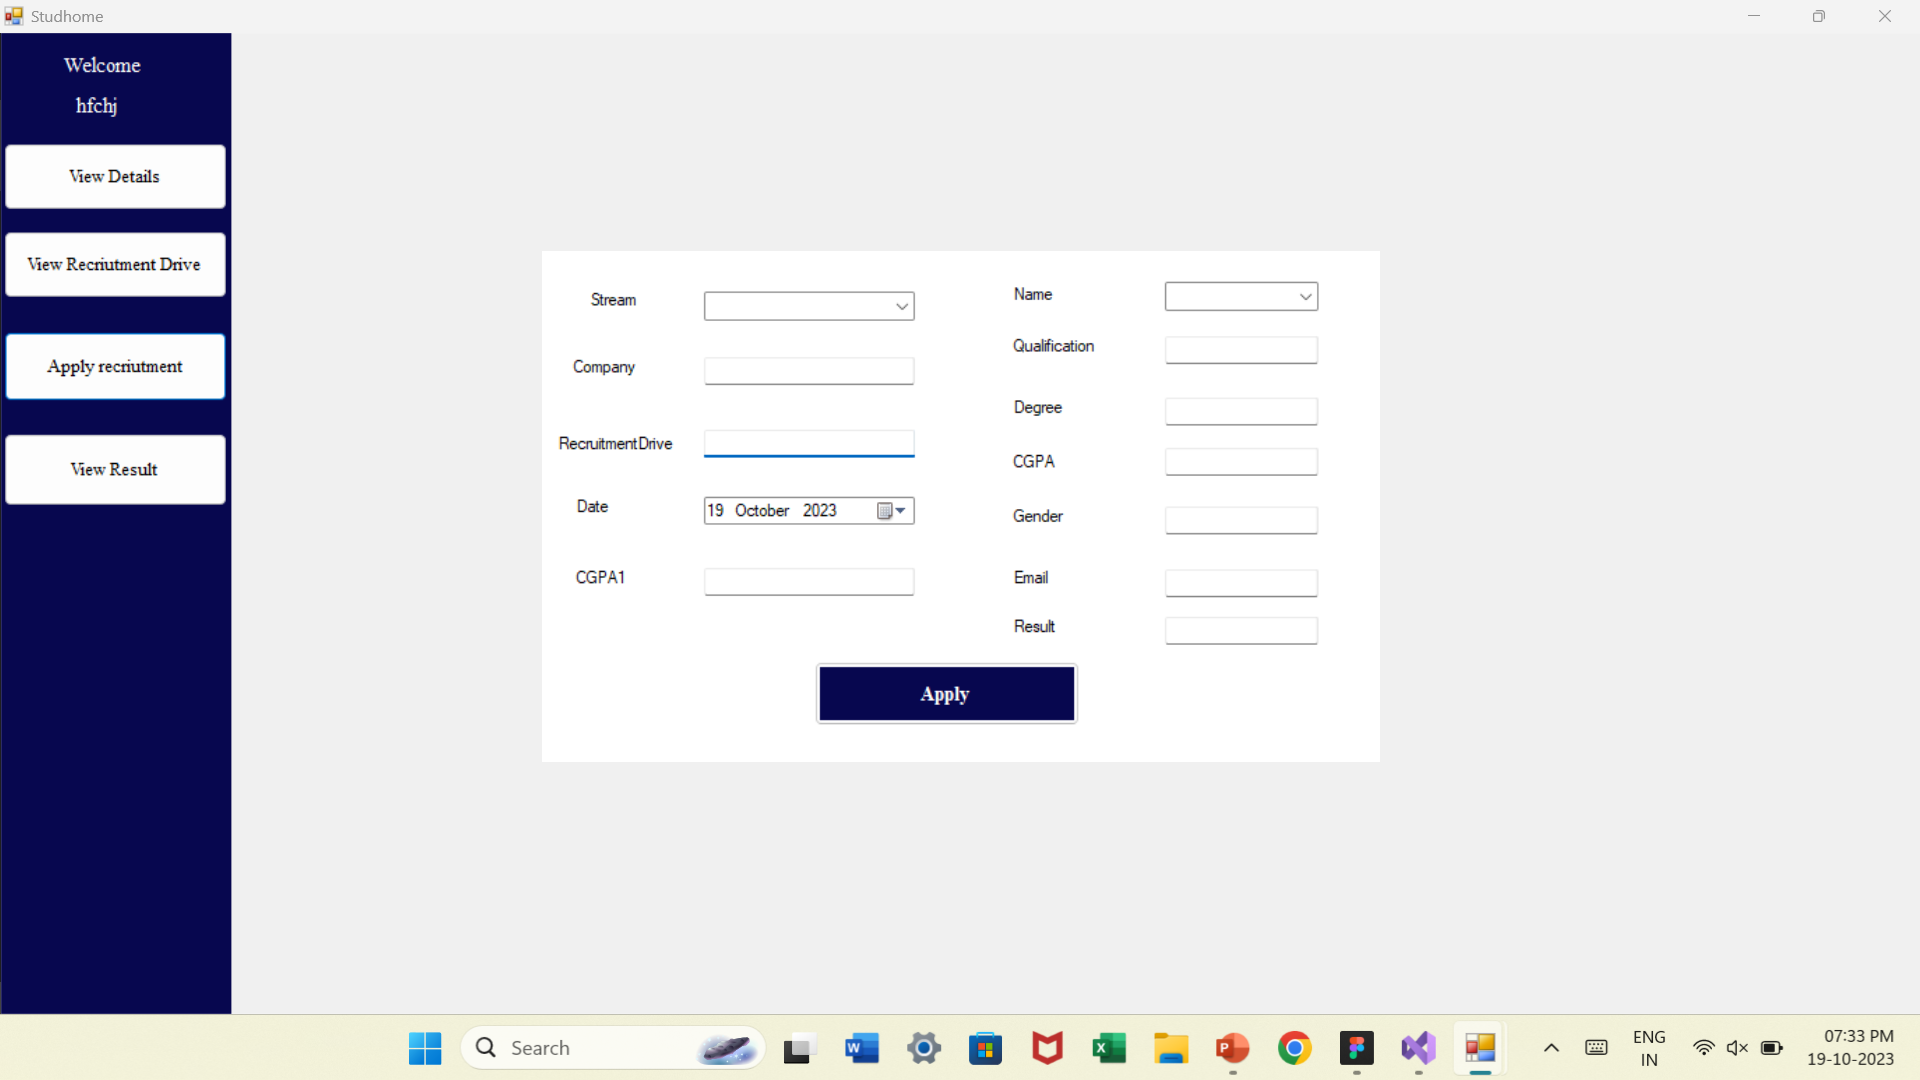 Studhome
Welcome
hfchj
View Details
View Recriutment Drive
Apply recriutment
View Result
Stream
Company
RecruitmentDrive
Date
19 October 2023
CGPA1
Name
Qualification
Degree
CGPA
Gender
Email
Result
Apply
Search
ENG
IN
07:33 PM
19-10-2023